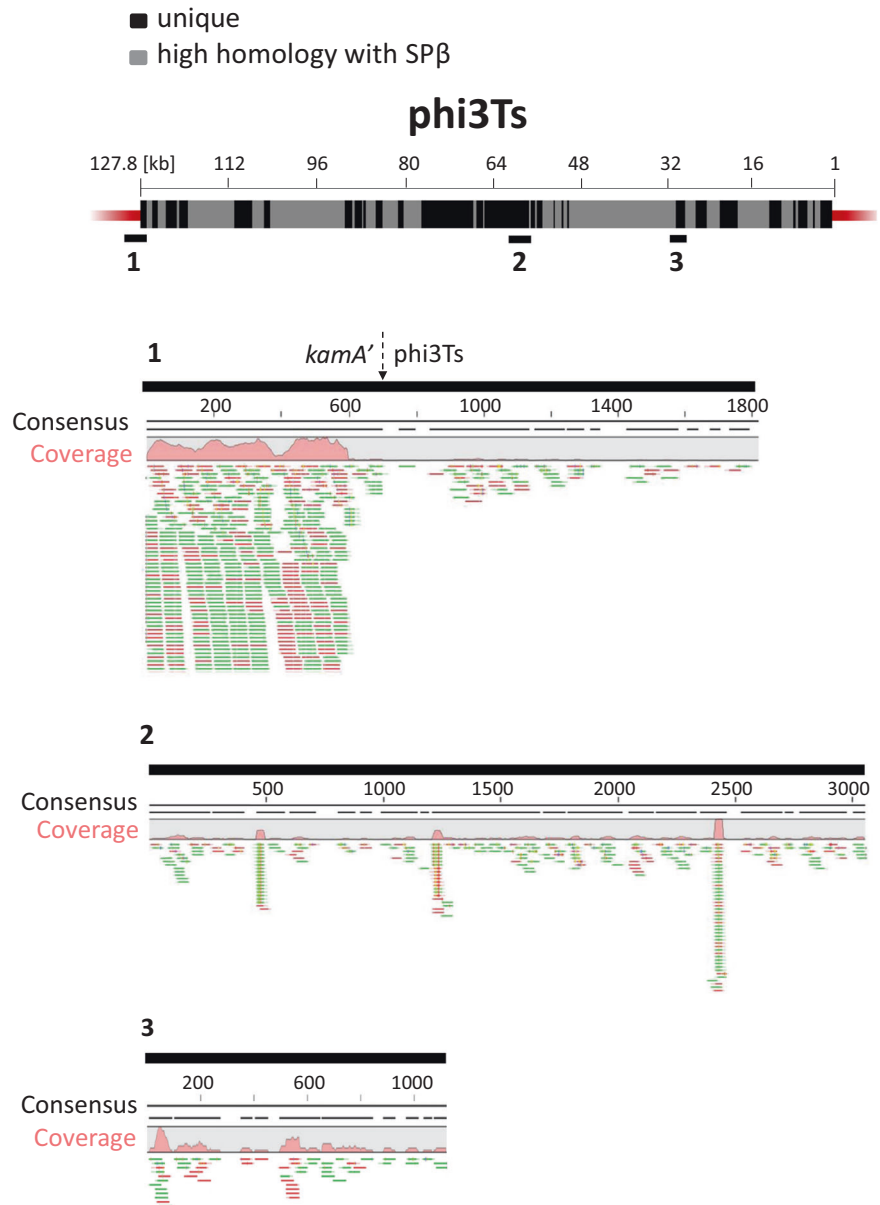 unique
high homology with SPβ
phi3Ts
127.8 [kb] 112 96 80 64 48 32 16 1
1 2 3
1 kamA’ phi3Ts
200 600 1000 1400 1800
Consensus
Coverage
2
500 1000 1500 2000 2500 3000
Consensus
Coverage
3
200 600 1000
Consensus
Coverage